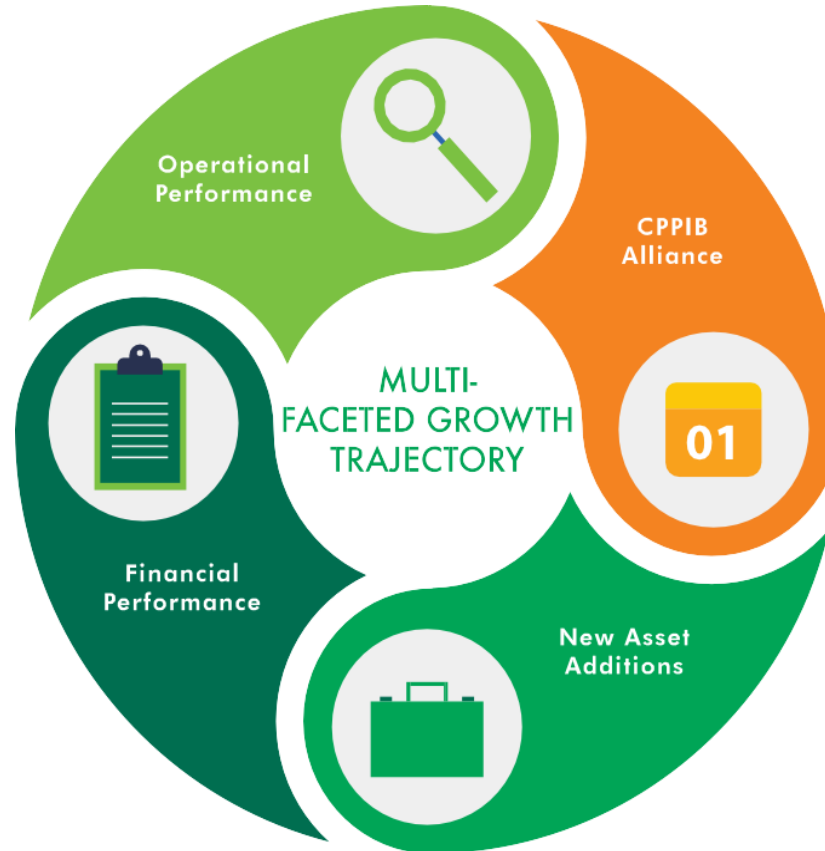 Operational
Performance
CPPIB
Alliance
MULTI-
FACETED GROWTH
TRAJECTORY
01
Financial
Performance
New Asset
Additions